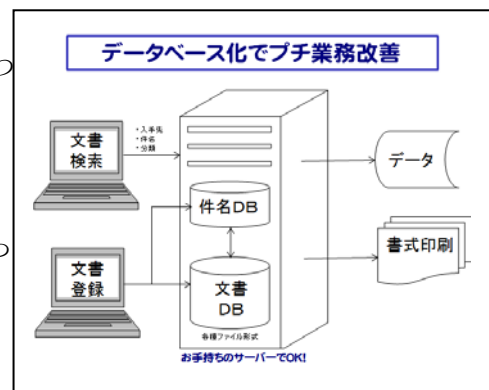 データベース化でプチ業務改善
文書
検索
・入手先
・件名
・分類
件名DB
データ
文書
登録
文書
DB
書式印刷
各種ファイル形式
お手持ちのサーバーでOK!